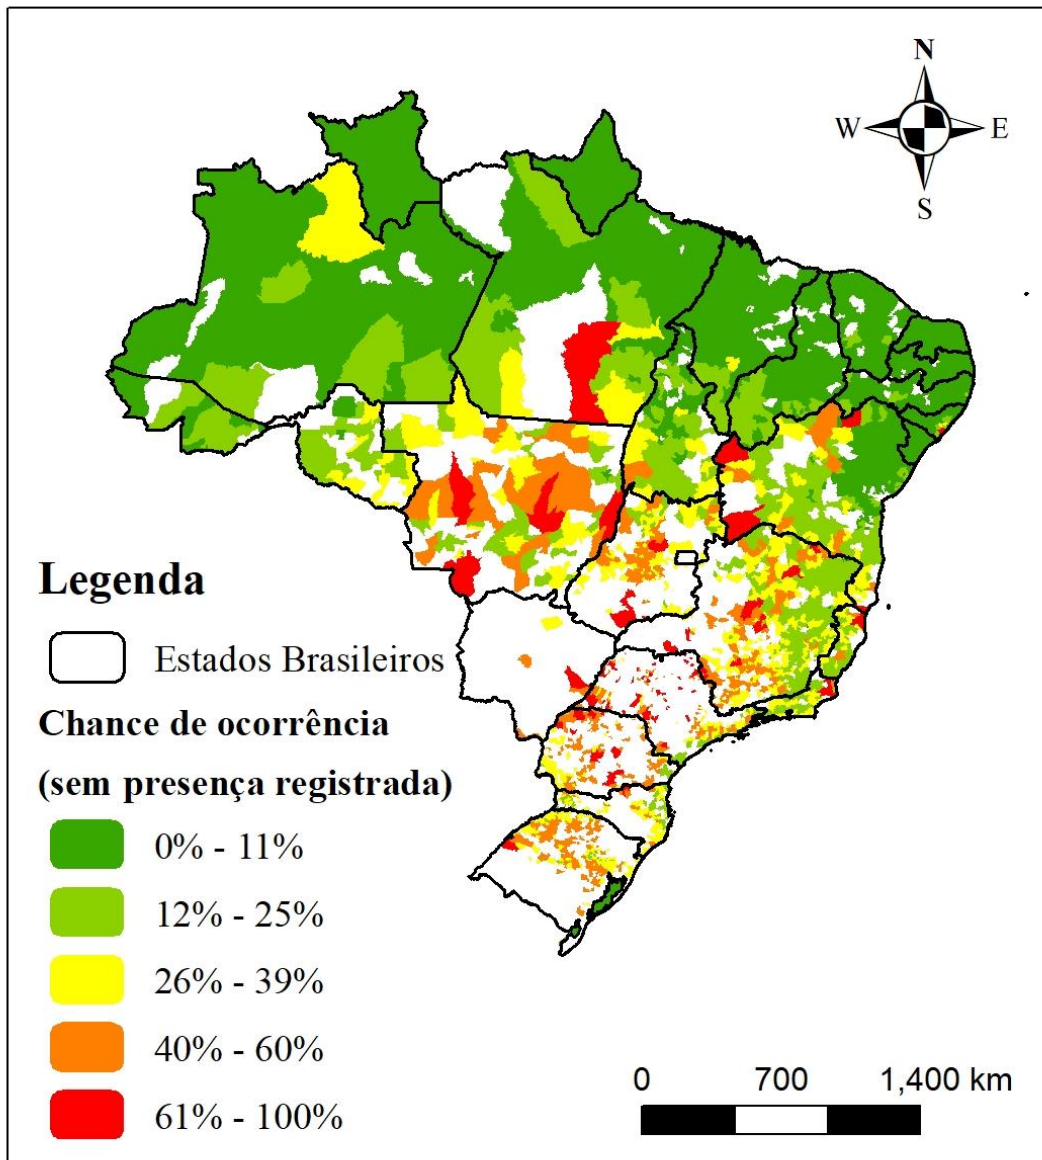 N
W E
S
Legenda
Estados Brasileiros
Chance de ocorrência
(sem presença registrada)
0% - 11%
12% - 25%
26% - 39%
40% - 60%
61% - 100%
0 700 1,400 km